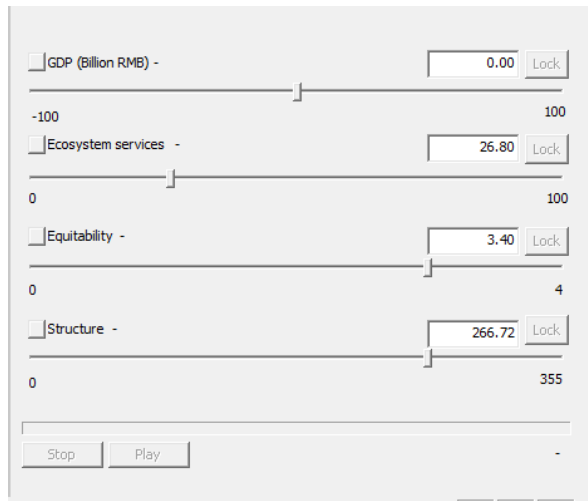 GDP (Billion RMB) - 0.00 Lock
-100 100
Ecosystem services - 26.80 Lock
0 100
Equitability - 3.40 Lock
0 4
Structure - 266.72 Lock
0 355
Stop Play -